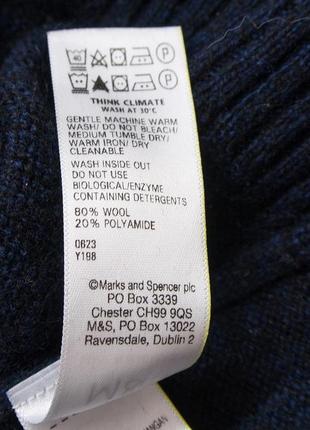 40 P
P
THINK CLIMATE
WASH AT 30°C
GENTLE MACHINE WARM
WASH/ DO NOT BLEACH/
MEDIUM TUMBLE DRY/
WARM IRON/ DRY
CLEANABLE
WASH INSIDE OUT
DO NOT USE
BIOLOGICAL/ENZYME
CONTAINING DETERGENTS
80% WOOL
20% POLYAMIDE
0623
Y198
©Marks and Spencer plc
PO Box 3339
Chester CH99 9QS
M&S, PO Box 13022
Ravensdale, Dublin 2